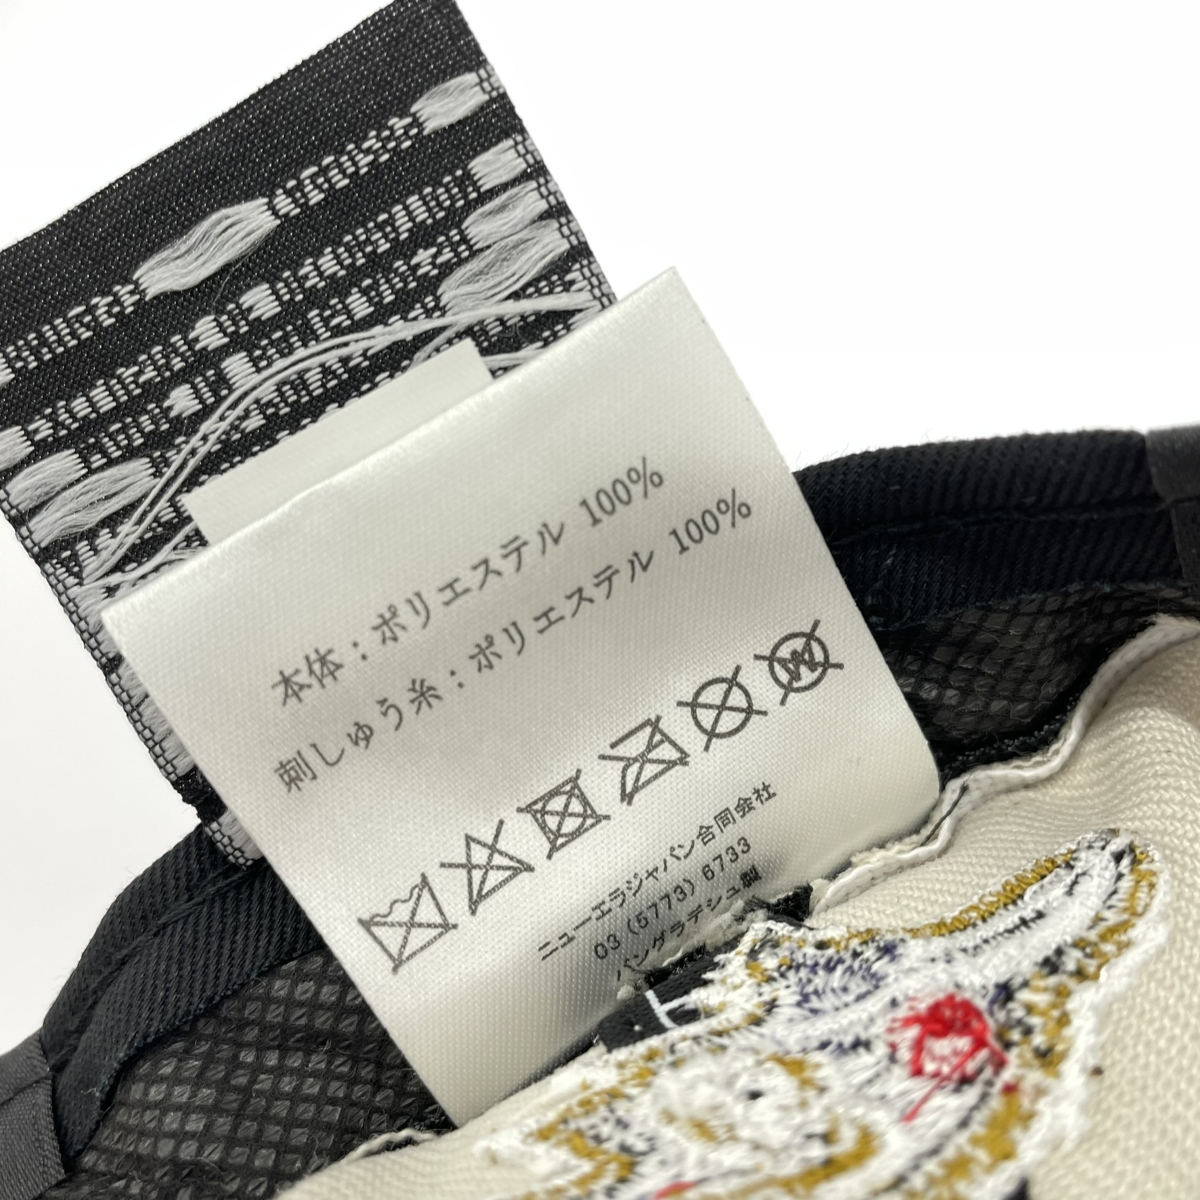 本体：ポリエステル 100%
刺しゅう糸：ポリエステル 100%
ニューエラジャパン合同会社
03 (5773) 6733
バングラデシュ製